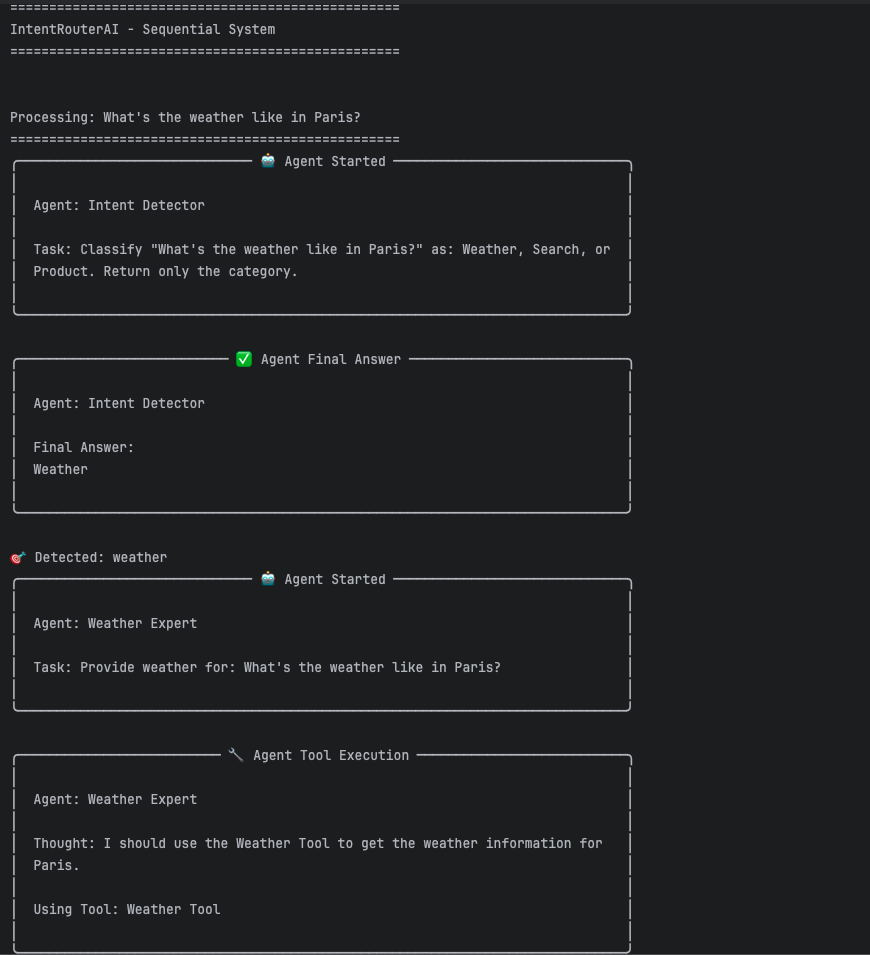 ==================================================
IntentRouterAI - Sequential System
==================================================
Processing: What's the weather like in Paris?
==================================================
🤖 Agent Started
Agent: Intent Detector
Task: Classify "What's the weather like in Paris?" as: Weather, Search, or
Product. Return only the category.
✅ Agent Final Answer
Agent: Intent Detector
Final Answer:
Weather
🎯 Detected: weather
🤖 Agent Started
Agent: Weather Expert
Task: Provide weather for: What's the weather like in Paris?
🔧 Agent Tool Execution
Agent: Weather Expert
Thought: I should use the Weather Tool to get the weather information for
Paris.
Using Tool: Weather Tool